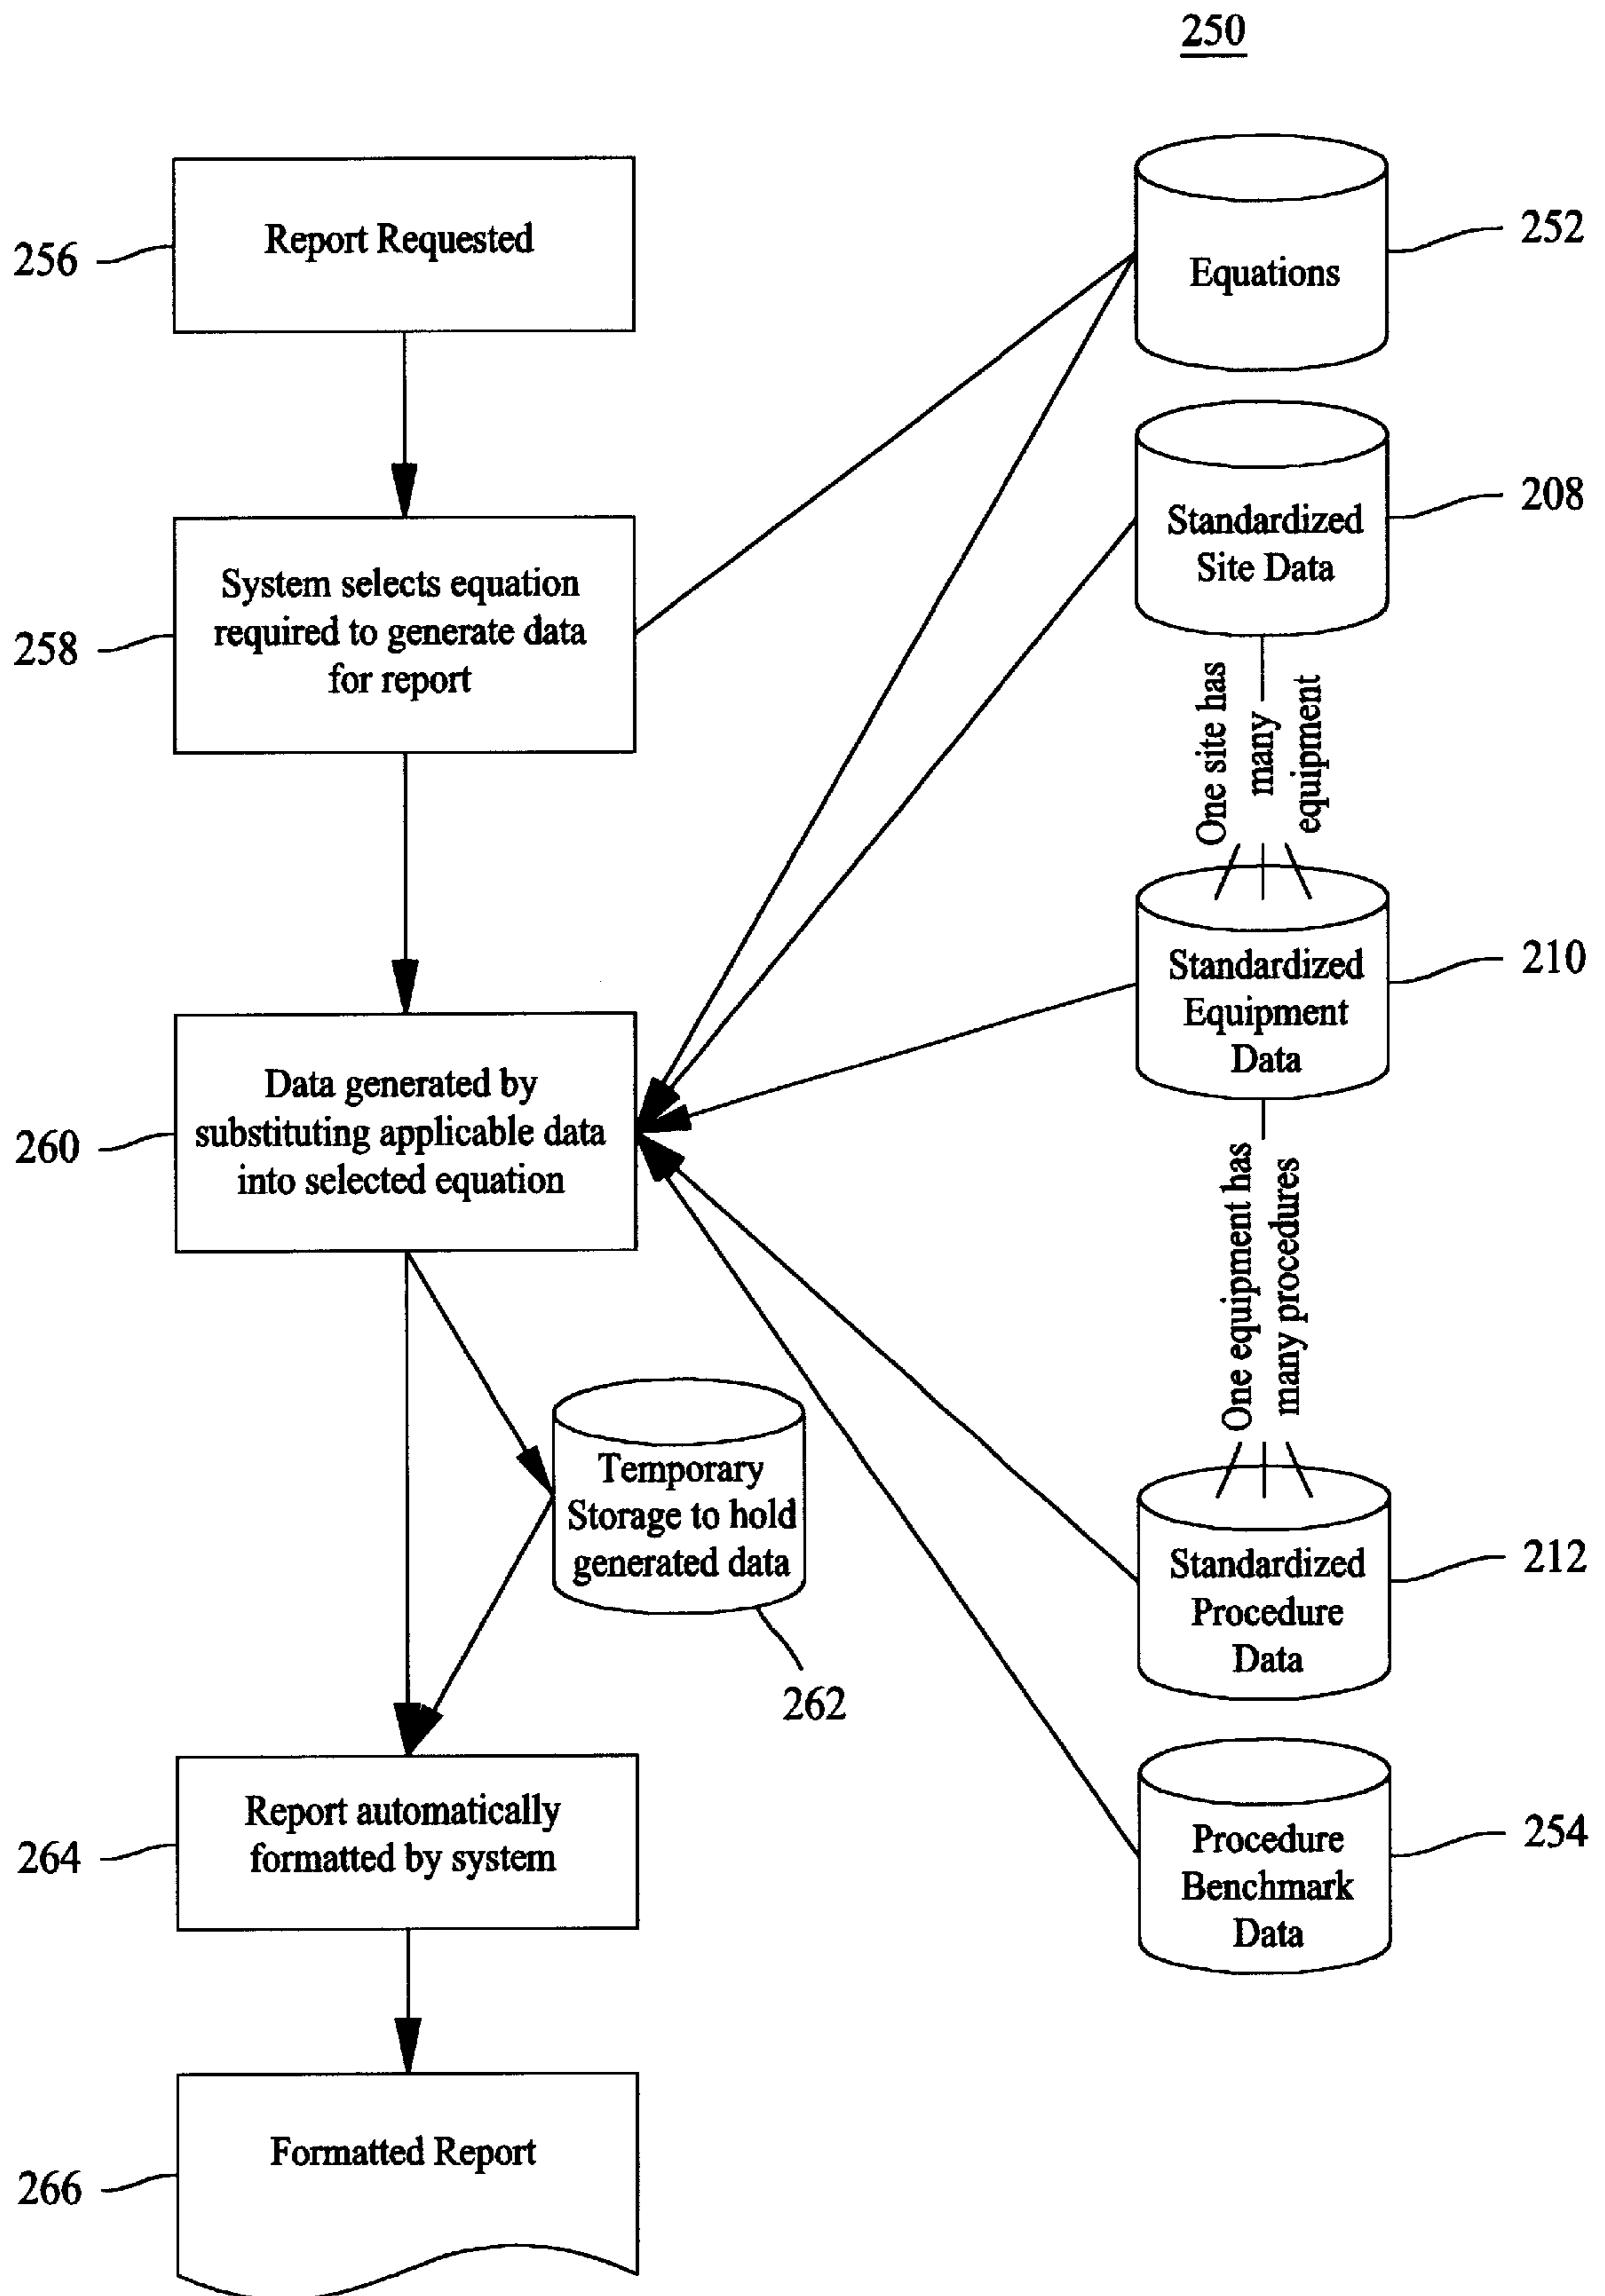 250
Report Requested
256
Equations
252
Standardized
Site Data
208
System selects equation
required to generate data
for report
258
One site has
many
equipment
Standardized
Equipment
Data
210
Data generated by
substituting applicable data
into selected equation
260
One equipment has
many procedures
Temporary
Storage to hold
generated data
262
Standardized
Procedure
Data
212
Report automatically
formatted by system
264
Procedure
Benchmark
Data
254
Formatted Report
266